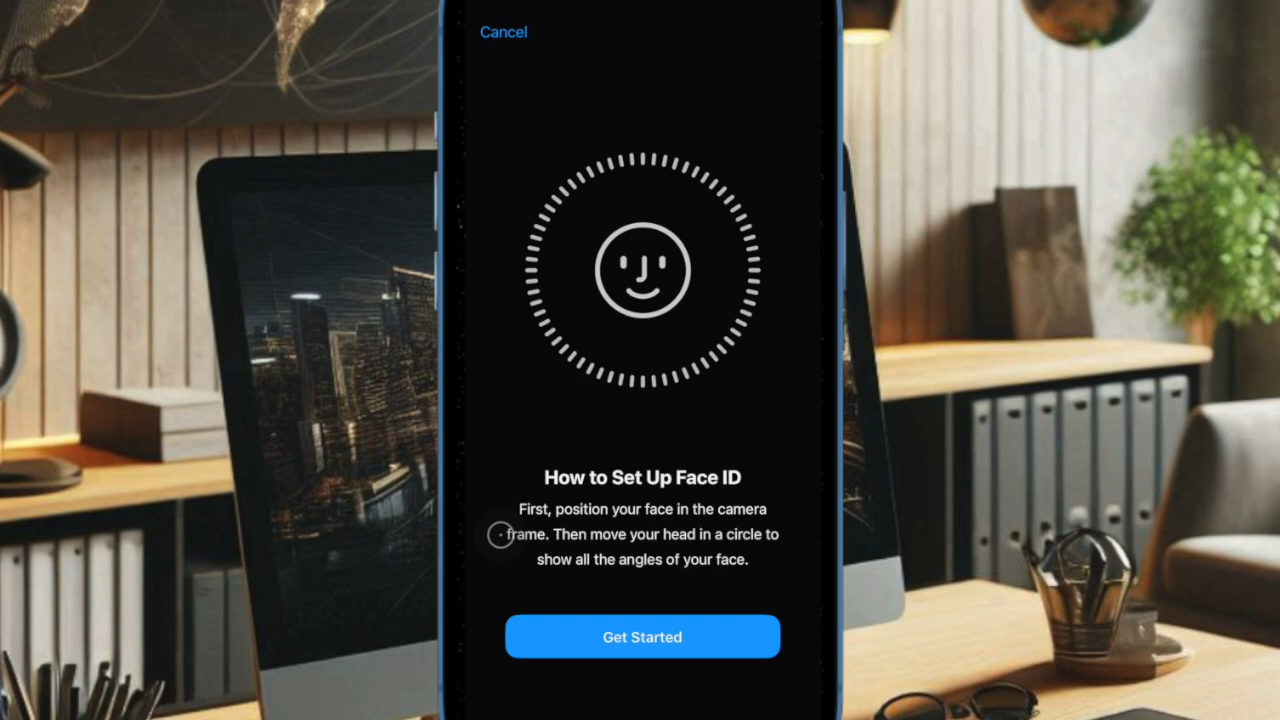 Cancel
How to Set Up Face ID
First, position your face in the camera
frame. Then move your head in a circle to
show all the angles of your face.
Get Started